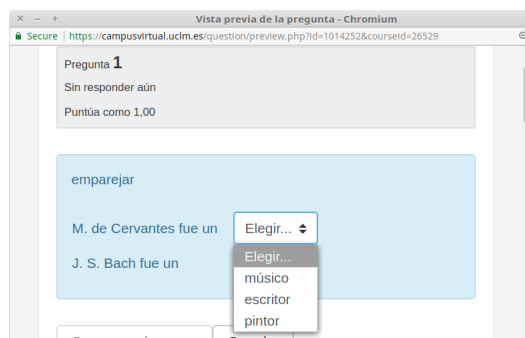 Vista previa de la pregunta - Chromium
Secure | https://campusvirtual.uclm.es/question/preview.php?id=1014252&courseid=26529
Pregunta 1
Sin responder aún
Puntúa como 1,00
emparejar
M. de Cervantes fue un Elegir...
J. S. Bach fue un
Elegir...
músico
escritor
pintor